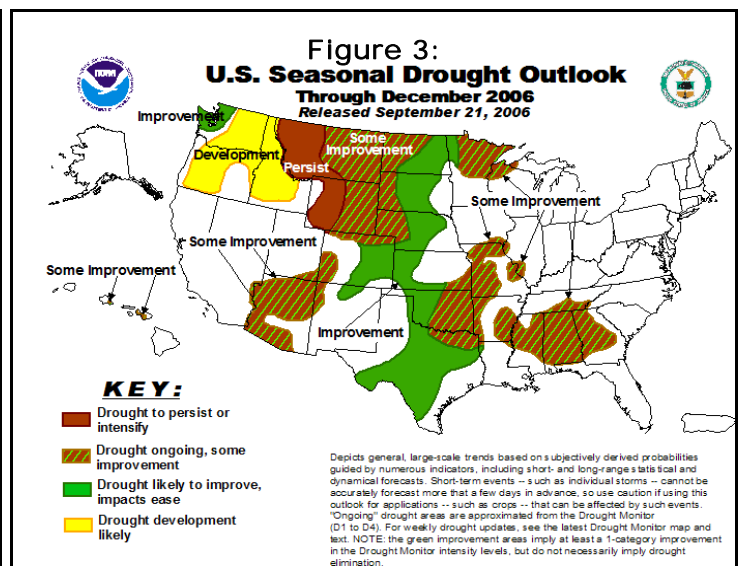 Figure 3:
U.S. Seasonal Drought Outlook
Through December 2006
Released September 21, 2006
NOAA
Improvement
Development
Persist
Some
Improvement
Some Improvement
Some Improvement
Some Improvement
Improvement
KEY:
Drought to persist or
intensify
Drought ongoing, some
improvement
Drought likely to improve,
impacts ease
Drought development
likely
Depicts general, large-scale trends based on subjectively derived probabilities
guided by numerous indicators, including short- and long-range statistical and
dynamical forecasts. Short-term events -- such as individual storms -- cannot be
accurately forecast more that a few days in advance, so use caution if using this
outlook for applications -- such as crops -- that can be affected by such events.
"Ongoing" drought areas are approximated from the Drought Monitor
(D1 to D4). For weekly drought updates, see the latest Drought Monitor map and
text. NOTE: the green improvement areas imply at least a 1-category improvement
in the Drought Monitor intensity levels, but do not necessarily imply drought
elimination.